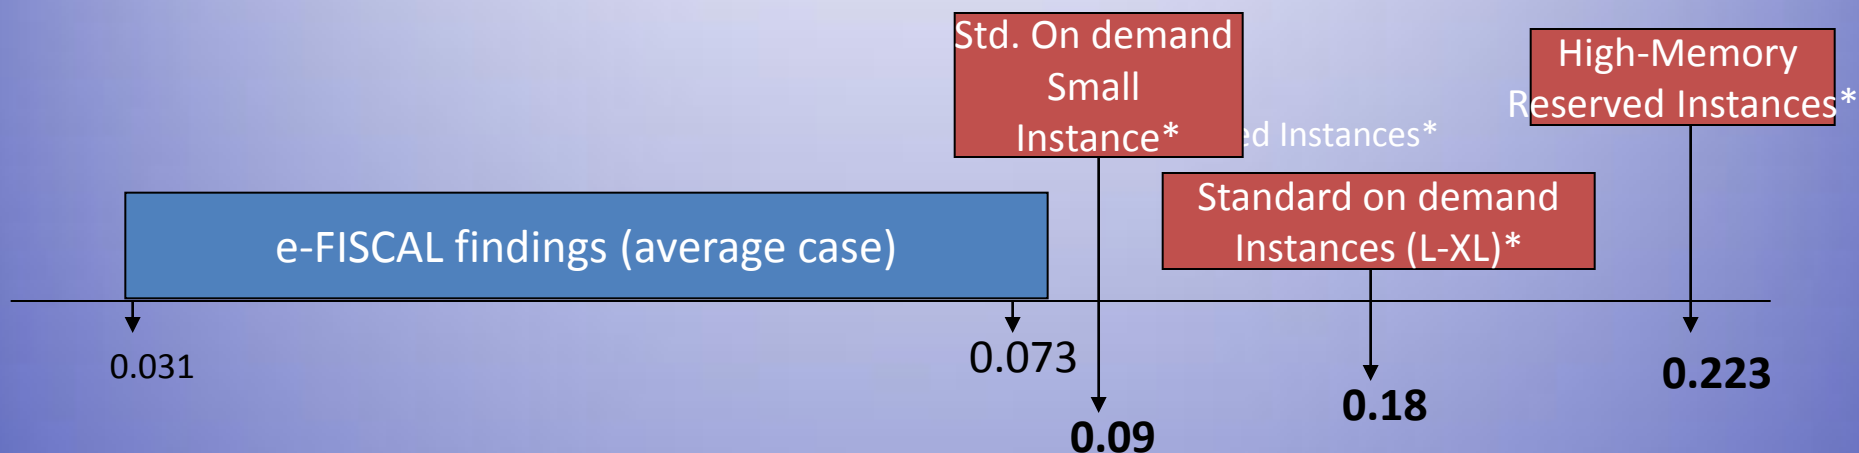 Std. On demand
Small
Instance*
ed Instances*
High-Memory
Reserved Instances*
Standard on demand
Instances (L-XL)*
e-FISCAL findings (average case)
0.031
0.073
0.09
0.18
0.223